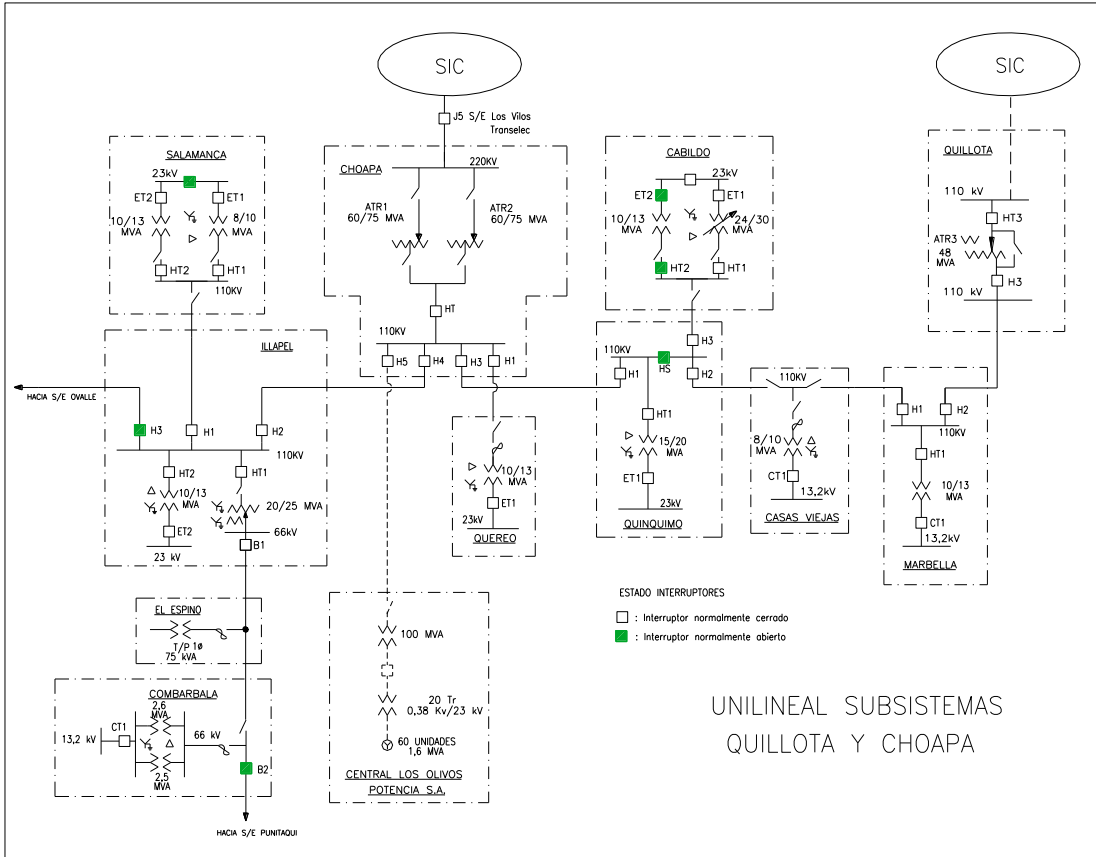 SIC
J5 S/E Los Vilos
Transelec
SIC
SALAMANCA
23kV
ET2
ET1
10/13
MVA
8/10
MVA
HT2
HT1
110KV
CHOAPA
220KV
ATR1
60/75 MVA
ATR2
60/75 MVA
HT
110KV
H5
H4
H3
H1
CABILDO
23kV
ET2
ET1
10/13
MVA
24/30
MVA
HT2
HT1
110KV
QUILLOTA
110 kV
HT3
ATR3
48
MVA
H3
110 kV
ILLAPEL
HACIA S/E OVALLE
H3
H1
H2
110KV
HT2
HT1
10/13
MVA
20/25 MVA
ET2
23 kV
66kV
B1
10/13
MVA
ET1
23kV
QUEREO
H3
110KV
HS
H1
H2
HT1
15/20
MVA
ET1
23kV
QUINQUIMO
110KV
8/10
MVA
CT1
13,2kV
CASAS VIEJAS
H1
H2
110KV
HT1
10/13
MVA
CT1
13,2kV
MARBELLA
ESTADO INTERRUPTORES
: Interruptor normalmente cerrado
: Interruptor normalmente abierto
EL ESPINO
T/P 1ø
75 kVA
COMBARBALA
2,6
MVA
CT1
13,2 kV
66 kV
2,5
MVA
B2
HACIA S/E PUNITAQUI
100 MVA
20 Tr
0,38 Kv/23 kV
60 UNIDADES
1,6 MVA
CENTRAL LOS OLIVOS
POTENCIA S.A.
UNILINEAL SUBSISTEMAS
QUILLOTA Y CHOAPA